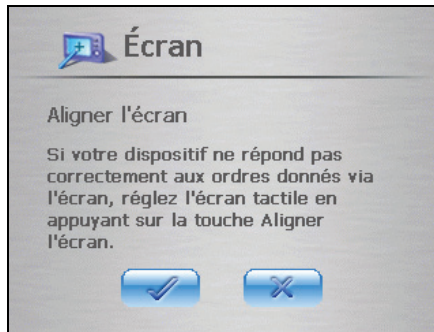 Écran
Aligner l'écran
Si votre dispositif ne répond pas
correctement aux ordres donnés via
l'écran, réglez l'écran tactile en
appuyant sur la touche Aligner
l'écran.